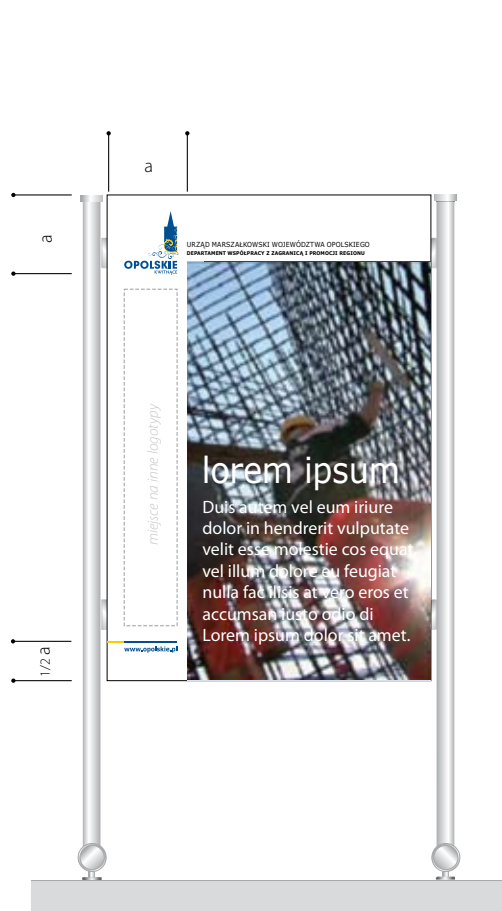 a
a
OPOLSKIE
KWITNĄCE
URZĄD MARSZAŁKOWSKI WOJEWÓDZTWA OPOLSKIEGO
DEPARTAMENT WSPÓŁPRACY Z ZAGRANICĄ I PROMOCJI REGIONU
miejsce na inne logotypy
lorem ipsum
Duis autem vel eum iriure
dolor in hendrerit vulputate
velit esse molestie cos equat
vel illum dolore eu feugiat
nulla fac ilisis at vero eros et
accumsan iusto odio di
Lorem ipsum dolor sit amet.
www.opolskie.pl
1/2 a